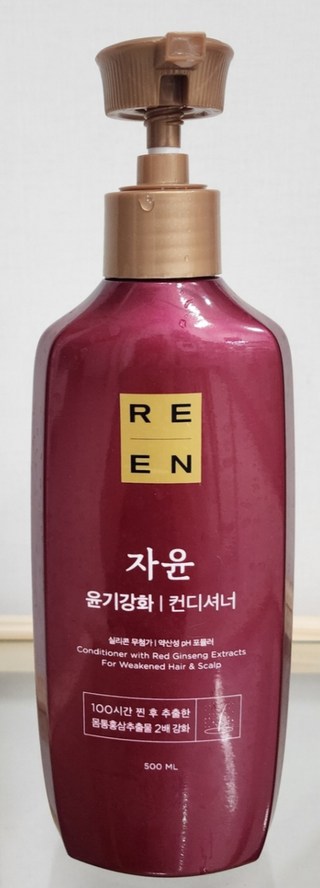 RE
EN
자윤
윤기강화 | 컨디셔너
실리콘 무첨가 | 약산성 pH 포뮬러
Conditioner with Red Ginseng Extracts
For Weakened Hair & Scalp
100시간 찐 후 추출한
몸통홍삼추출물 2배 강화
500 ML